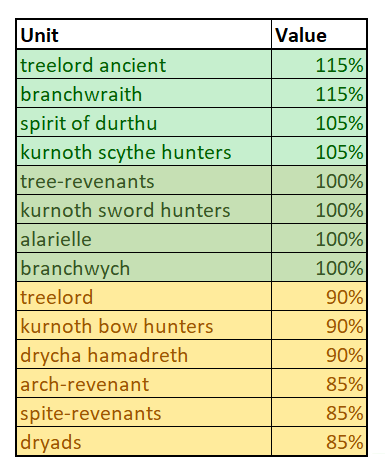 Unit Value
treelord ancient 115%
branchwraith 115%
spirit of durthu 105%
kurnoth scythe hunters 105%
tree-revenants 100%
kurnoth sword hunters 100%
alarielle 100%
branchwych 100%
treelord 90%
kurnoth bow hunters 90%
drycha hamadreth 90%
arch-revenant 85%
spite-revenants 85%
dryads 85%